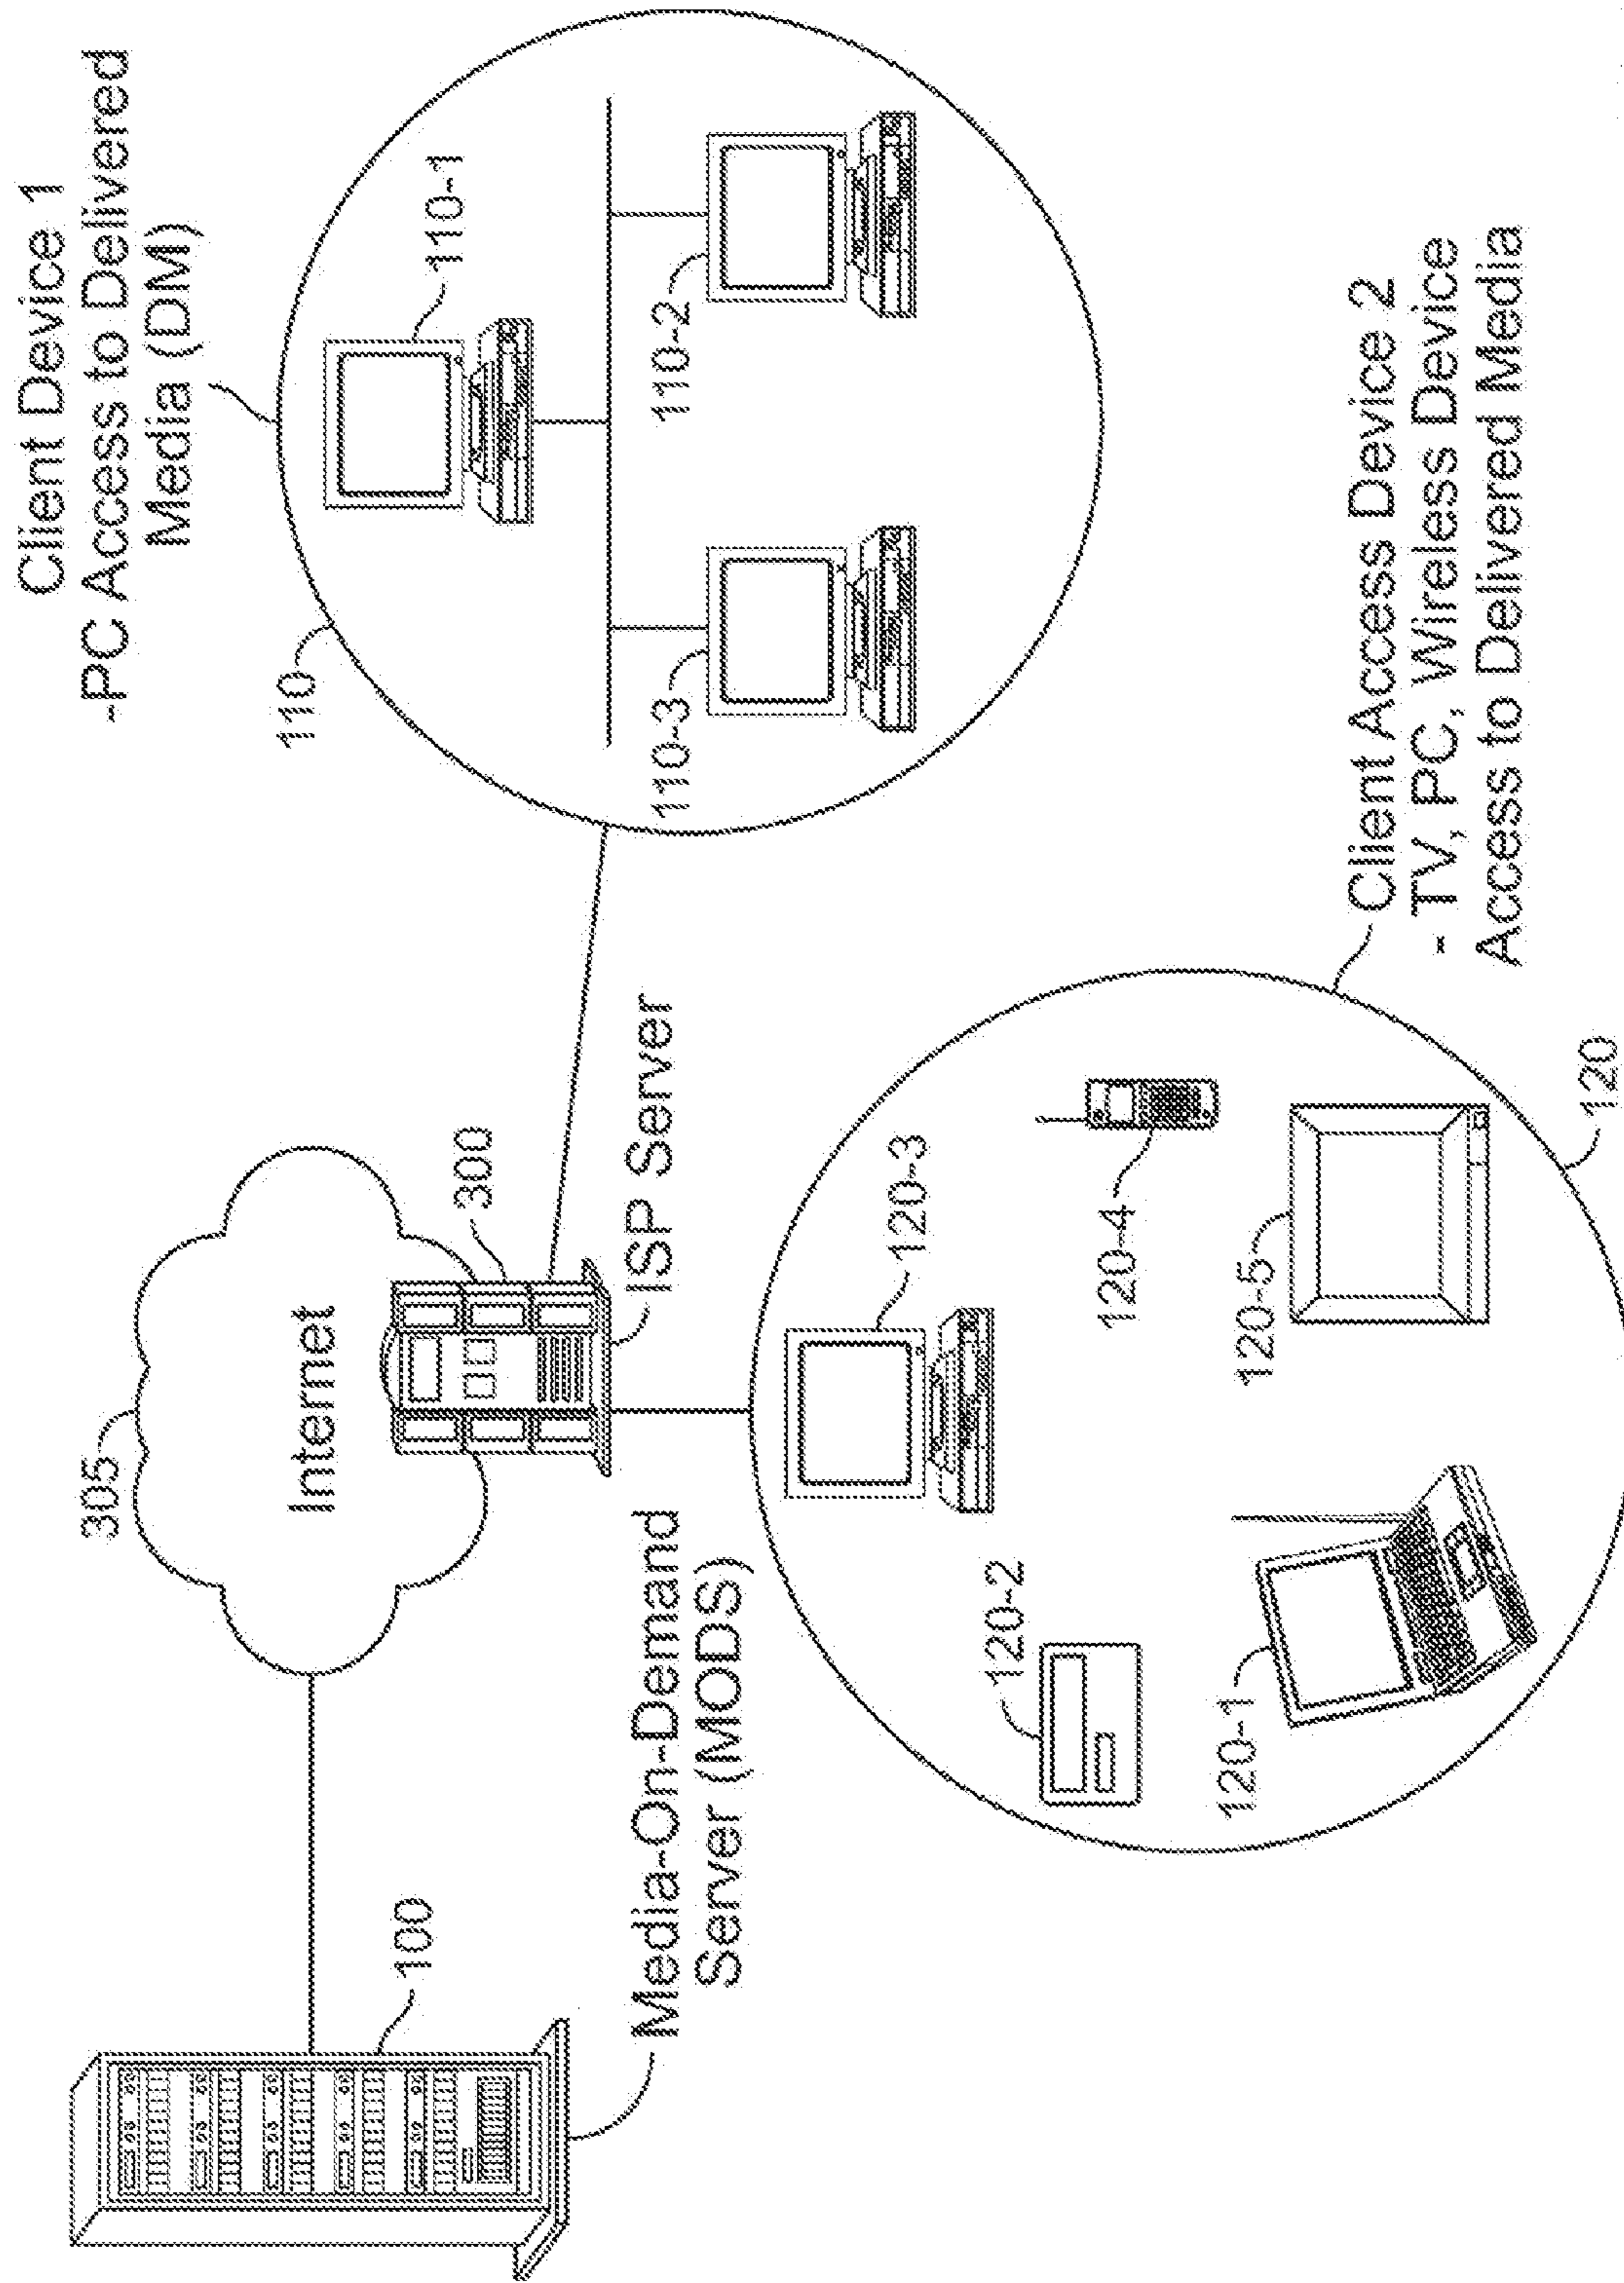 305
Internet
300
ISP Server
100
Media-On-Demand
Server (MODS)
Client Device 1
-PC Access to Delivered
Media (DM)
110
110-1
110-2
110-3
120-1
120-2
120-3
120-4
120-5
120
Client Access Device 2
- TV, PC, Wireless Device
Access to Delivered Media